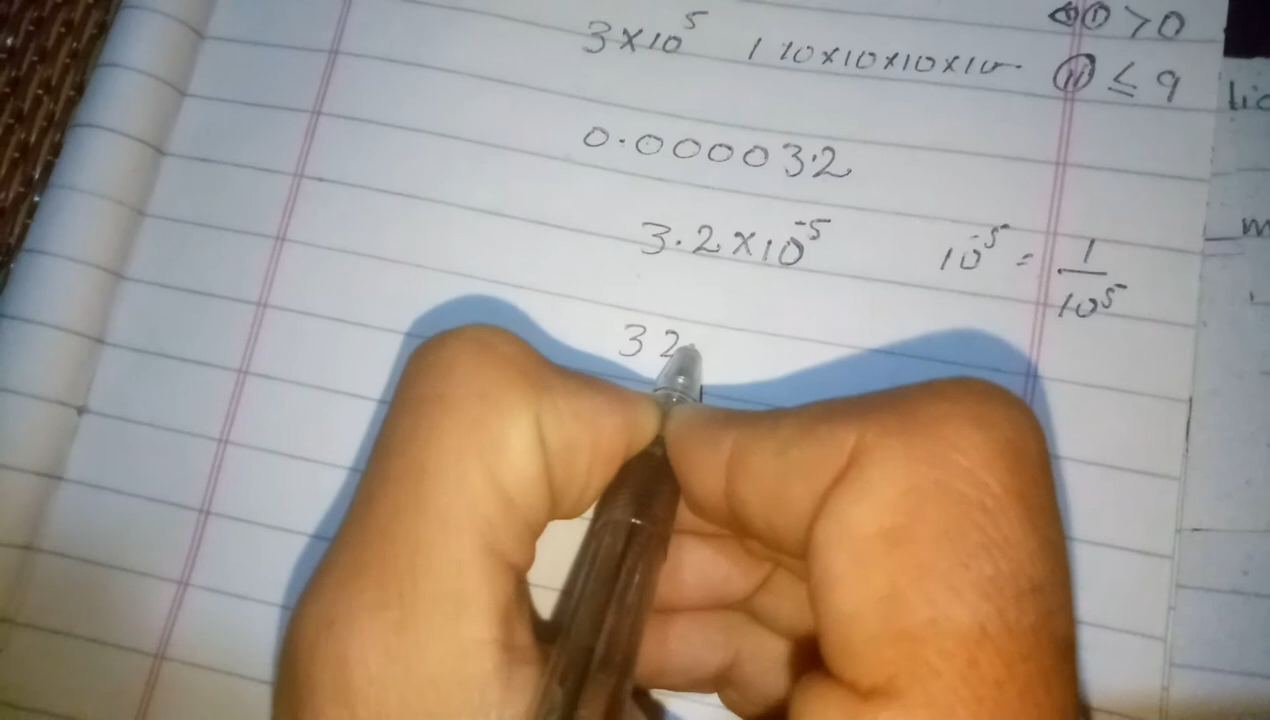 3×10⁵ 1 10×10×10×10 ① > 0
ⓘⓘ ≤ 9
0.000032
3.2×10⁻⁵ 10⁻⁵ = 1/10⁵
32